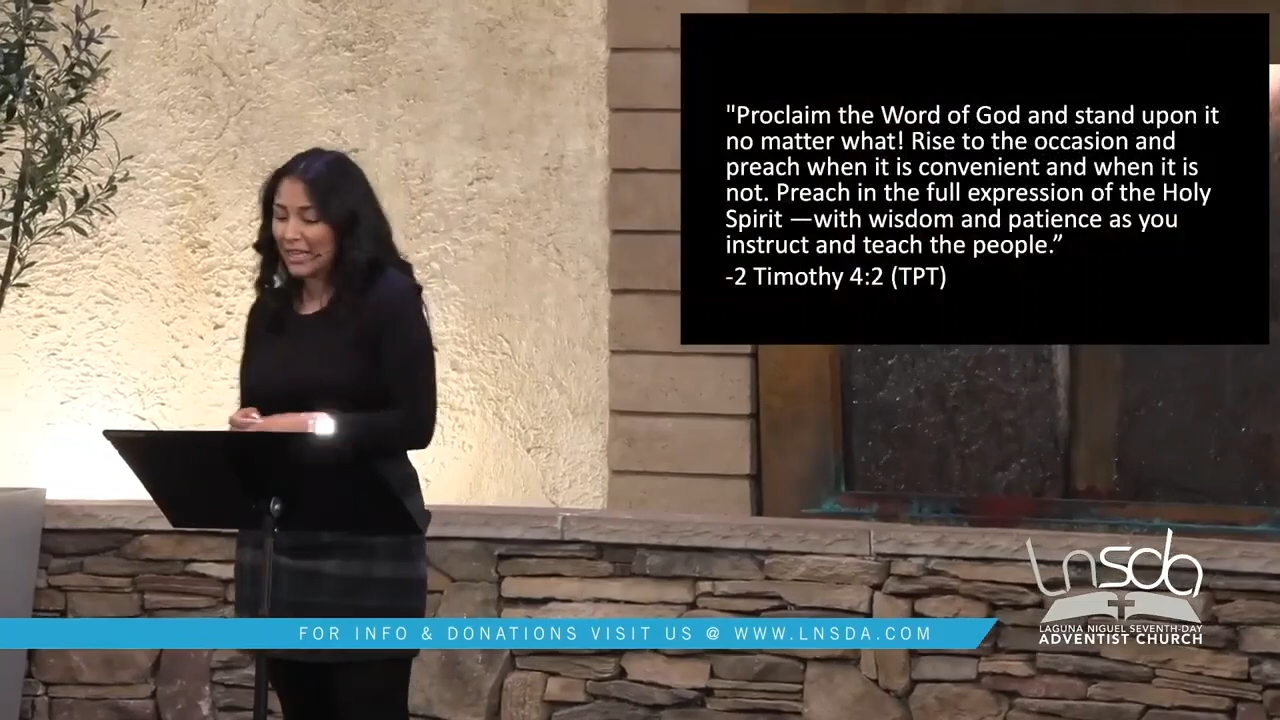 "Proclaim the Word of God and stand upon it
no matter what! Rise to the occasion and
preach when it is convenient and when it is
not. Preach in the full expression of the Holy
Spirit —with wisdom and patience as you
instruct and teach the people.”
-2 Timothy 4:2 (TPT)
LNSDA
LAGUNA NIGUEL SEVENTH-DAY
ADVENTIST CHURCH
FOR INFO & DONATIONS VISIT US @ WWW.LNSDA.COM